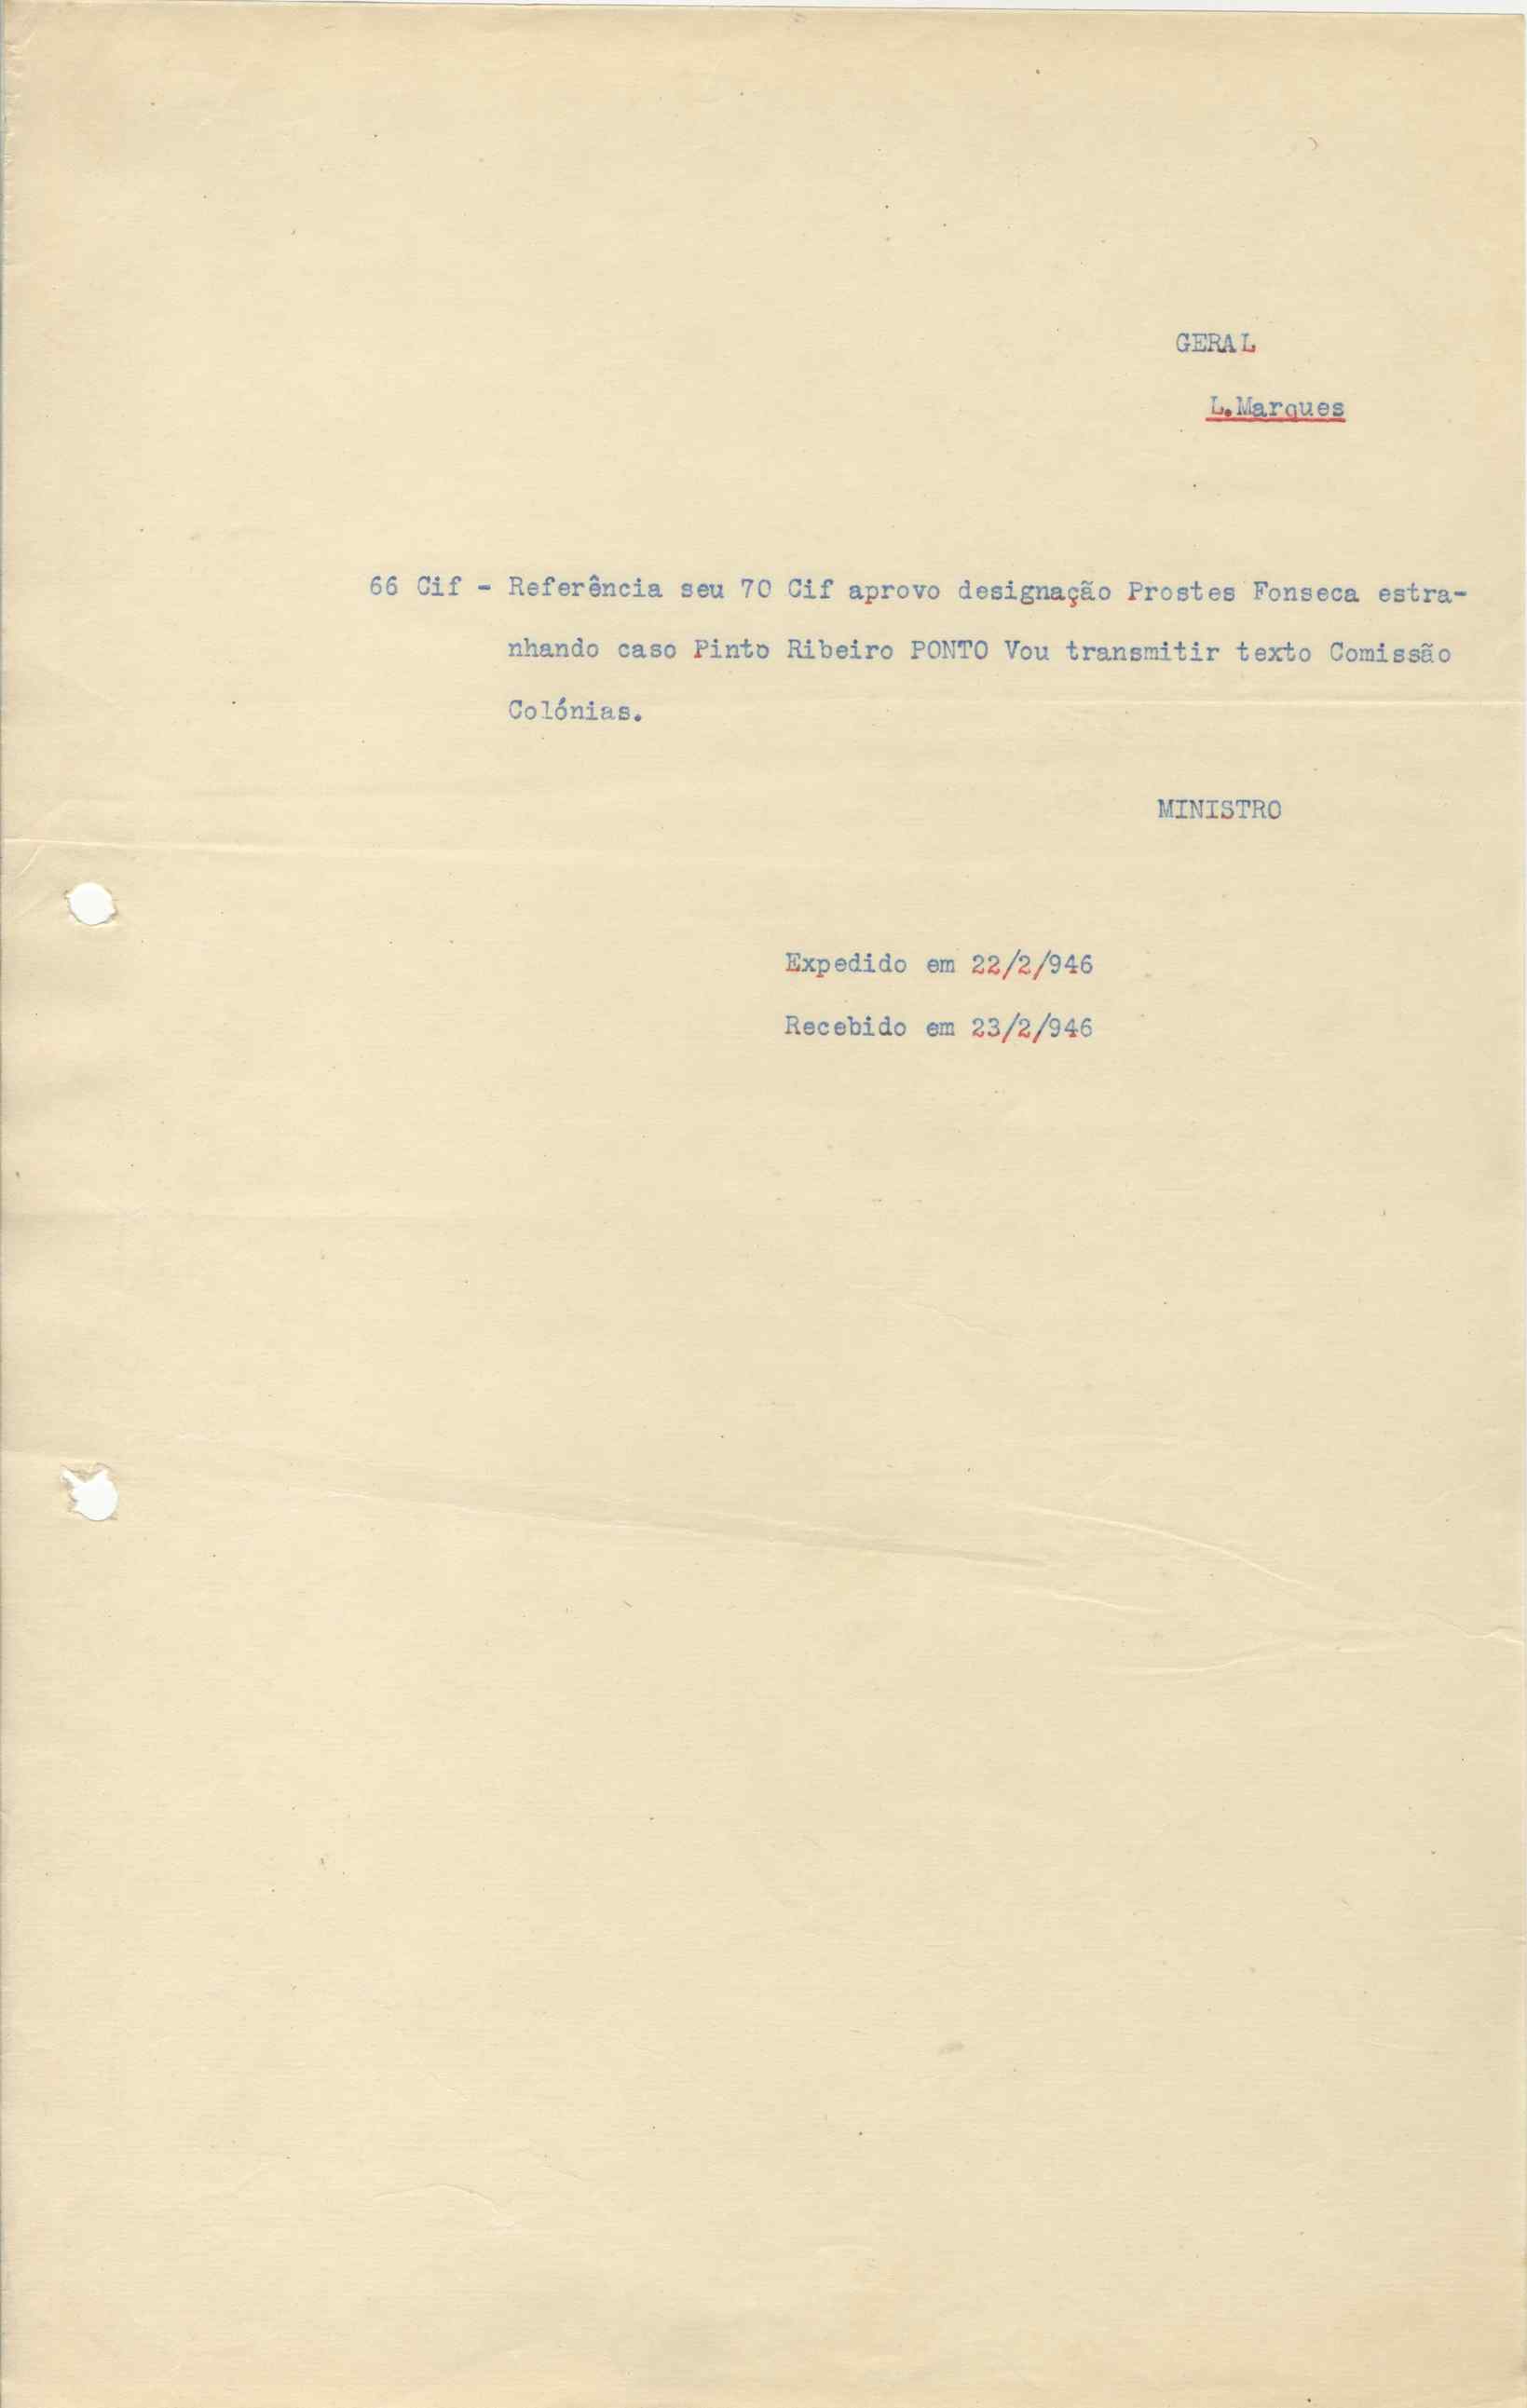 GERAL
L.Marques
66 Cif - Referência seu 70 Cif aprovo designação Prostes Fonseca estra-
nhando caso Pinto Ribeiro PONTO Vou transmitir texto Comissão
Colónias.
MINISTRO
Expedido em 22/2/946
Recebido em 23/2/946